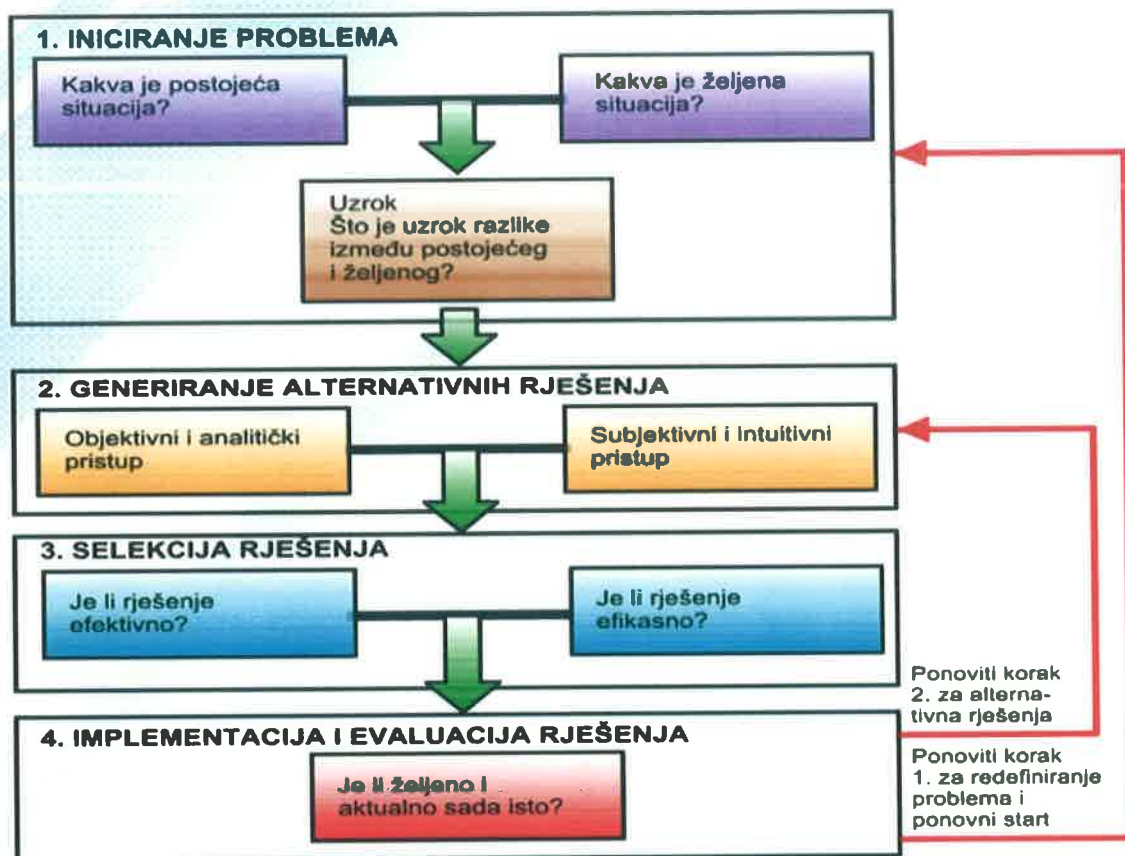 1. INICIRANJE PROBLEMA
Kakva je postojeća
situacija?
Kakva je željena
situacija?
Uzrok
Što je uzrok razlike
između postojećeg
i željenog?
2. GENERIRANJE ALTERNATIVNIH RJEŠENJA
Objektivni i analitički
pristup
Subjektivni i intuitivni
pristup
3. SELEKCIJA RJEŠENJA
Je li rješenje
efektivno?
Je li rješenje
efikasno?
Ponoviti korak
2. za alterna-
tivna rješenja
4. IMPLEMENTACIJA I EVALUACIJA RJEŠENJA
Je li željeno i
aktualno sada isto?
Ponoviti korak
1. za redefiniranje
problema i
ponovni start